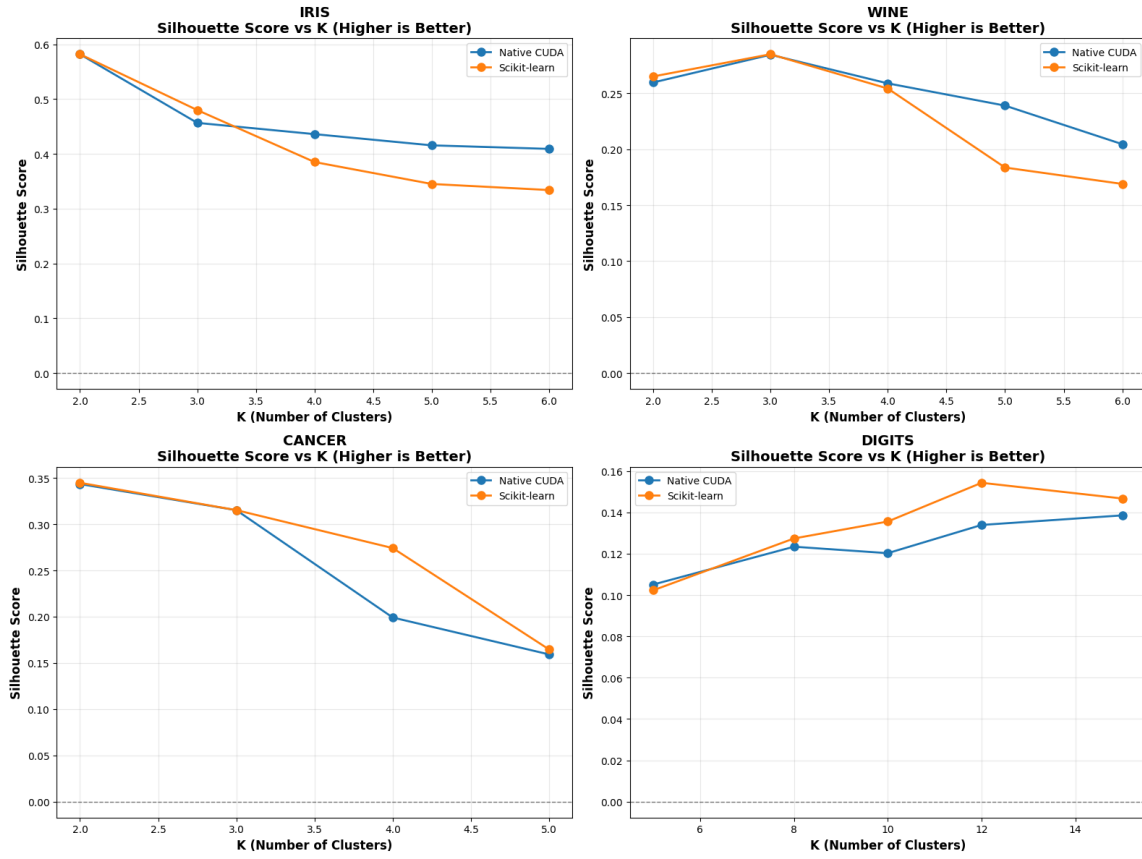 IRIS
Silhouette Score vs K (Higher is Better)
Silhouette Score
0.6
0.5
0.4
0.3
0.2
0.1
0.0
Native CUDA
Scikit-learn
2.0 2.5 3.0 3.5 4.0 4.5 5.0 5.5 6.0
K (Number of Clusters)
WINE
Silhouette Score vs K (Higher is Better)
Silhouette Score
0.25
0.20
0.15
0.10
0.05
0.00
Native CUDA
Scikit-learn
2.0 2.5 3.0 3.5 4.0 4.5 5.0 5.5 6.0
K (Number of Clusters)
CANCER
Silhouette Score vs K (Higher is Better)
Silhouette Score
0.35
0.30
0.25
0.20
0.15
0.10
0.05
0.00
Native CUDA
Scikit-learn
2.0 2.5 3.0 3.5 4.0 4.5 5.0
K (Number of Clusters)
DIGITS
Silhouette Score vs K (Higher is Better)
Silhouette Score
0.16
0.14
0.12
0.10
0.08
0.06
0.04
0.02
0.00
Native CUDA
Scikit-learn
6 8 10 12 14
K (Number of Clusters)